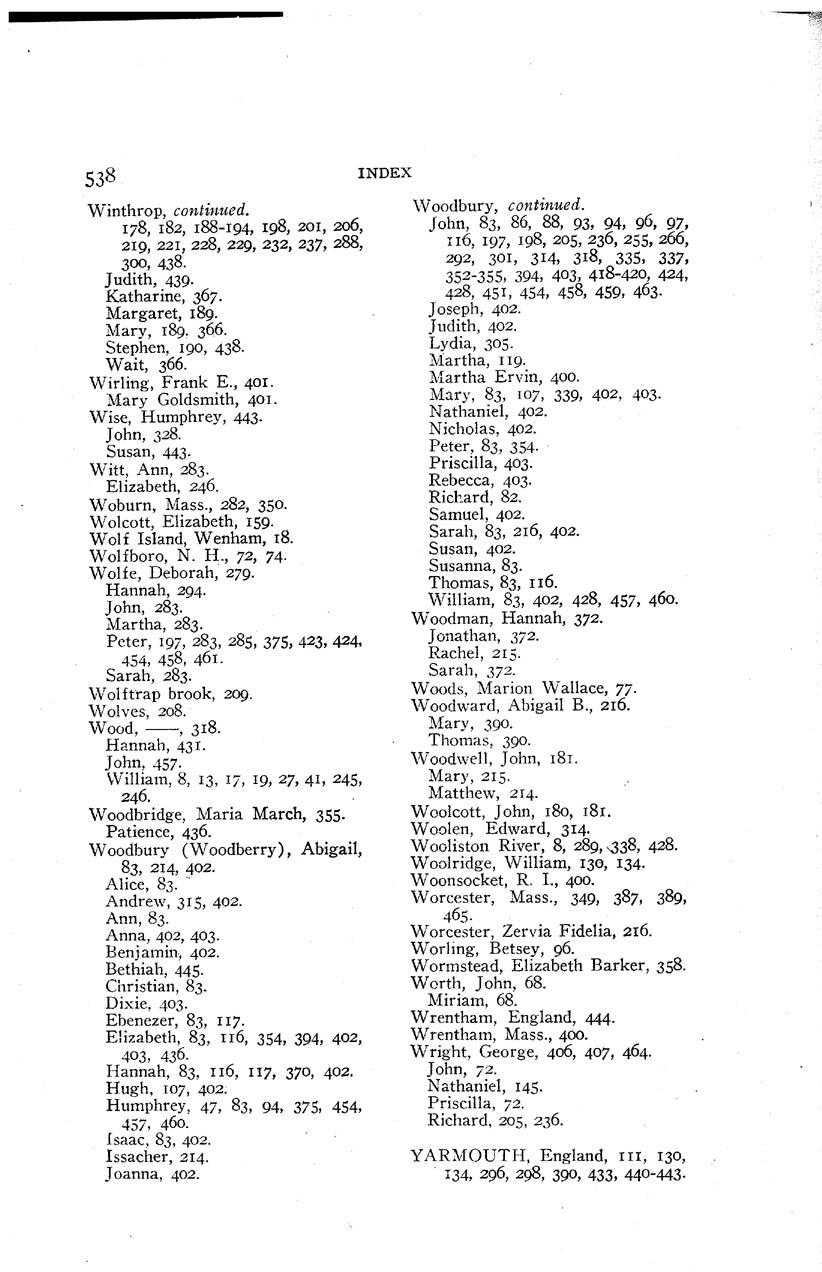 538
INDEX
Winthrop, continued.
178, 182, 188-194, 198, 201, 206,
219, 221, 228, 229, 232, 237, 288,
300, 438.
Judith, 439.
Katharine, 367.
Margaret, 189.
Mary, 189. 366.
Stephen, 190, 438.
Wait, 366.
Wirling, Frank E., 401.
Mary Goldsmith, 401.
Wise, Humphrey, 443.
John, 328.
Susan, 443.
Witt, Ann, 283.
Elizabeth, 246.
Woburn, Mass., 282, 350.
Wolcott, Elizabeth, 159.
Wolf Island, Wenham, 18.
Wolfboro, N. H., 72, 74.
Wolfe, Deborah, 279.
Hannah, 294.
John, 283.
Martha, 283.
Peter, 197, 283, 285, 375, 423, 424,
454, 458, 461.
Sarah, 283.
Wolftrap brook, 209.
Wolves, 208.
Wood, ——, 318.
Hannah, 431.
John, 457.
William, 8, 13, 17, 19, 27, 41, 245,
246.
Woodbridge, Maria March, 355.
Patience, 436.
Woodbury (Woodberry), Abigail,
83, 214, 402.
Alice, 83.
Andrew, 315, 402.
Ann, 83.
Anna, 402, 403.
Benjamin, 402.
Bethiah, 445.
Christian, 83.
Dixie, 403.
Ebenezer, 83, 117.
Elizabeth, 83, 116, 354, 394, 402,
403, 436.
Hannah, 83, 116, 117, 370, 402.
Hugh, 107, 402.
Humphrey, 47, 83, 94, 375, 454,
457, 460.
Isaac, 83, 402.
Issacher, 214.
Joanna, 402.
Woodbury, continued.
John, 83, 86, 88, 93, 94, 96, 97,
116, 197, 198, 205, 236, 255, 266,
292, 301, 314, 318, 335, 337,
352-355, 394, 403, 418-420, 424,
428, 451, 454, 458, 459, 463.
Joseph, 402.
Judith, 402.
Lydia, 305.
Martha, 119.
Martha Ervin, 400.
Mary, 83, 107, 339, 402, 403.
Nathaniel, 402.
Nicholas, 402.
Peter, 83, 354.
Priscilla, 403.
Rebecca, 403.
Richard, 82.
Samuel, 402.
Sarah, 83, 216, 402.
Susan, 402.
Susanna, 83.
Thomas, 83, 116.
William, 83, 402, 428, 457, 460.
Woodman, Hannah, 372.
Jonathan, 372.
Rachel, 215.
Sarah, 372.
Woods, Marion Wallace, 77.
Woodward, Abigail B., 216.
Mary, 390.
Thomas, 390.
Woodwell, John, 181.
Mary, 215.
Matthew, 214.
Woolcott, John, 180, 181.
Woolen, Edward, 314.
Wooliston River, 8, 289, 338, 428.
Woolridge, William, 130, 134.
Woonsocket, R. I., 400.
Worcester, Mass., 349, 387, 389,
465.
Worcester, Zervia Fidelia, 216.
Worling, Betsey, 96.
Wormstead, Elizabeth Barker, 358.
Worth, John, 68.
Miriam, 68.
Wrentham, England, 444.
Wrentham, Mass., 400.
Wright, George, 406, 407, 464.
John, 72.
Nathaniel, 145.
Priscilla, 72.
Richard, 205, 236.
YARMOUTH, England, 111, 130,
134, 296, 298, 390, 433, 440-443.